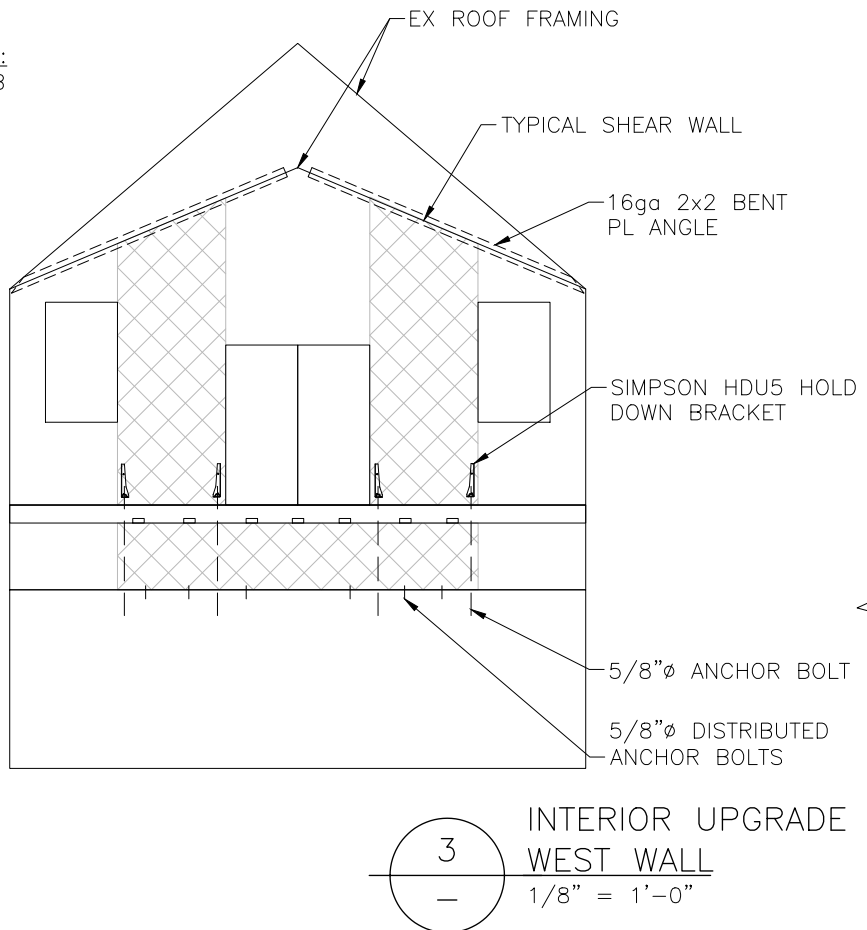 EX ROOF FRAMING
:
3
TYPICAL SHEAR WALL
16ga 2x2 BENT
PL ANGLE
SIMPSON HDU5 HOLD
DOWN BRACKET
5/8"ø ANCHOR BOLT
5/8"ø DISTRIBUTED
ANCHOR BOLTS
3
–
INTERIOR UPGRADE
WEST WALL
1/8" = 1'-0"